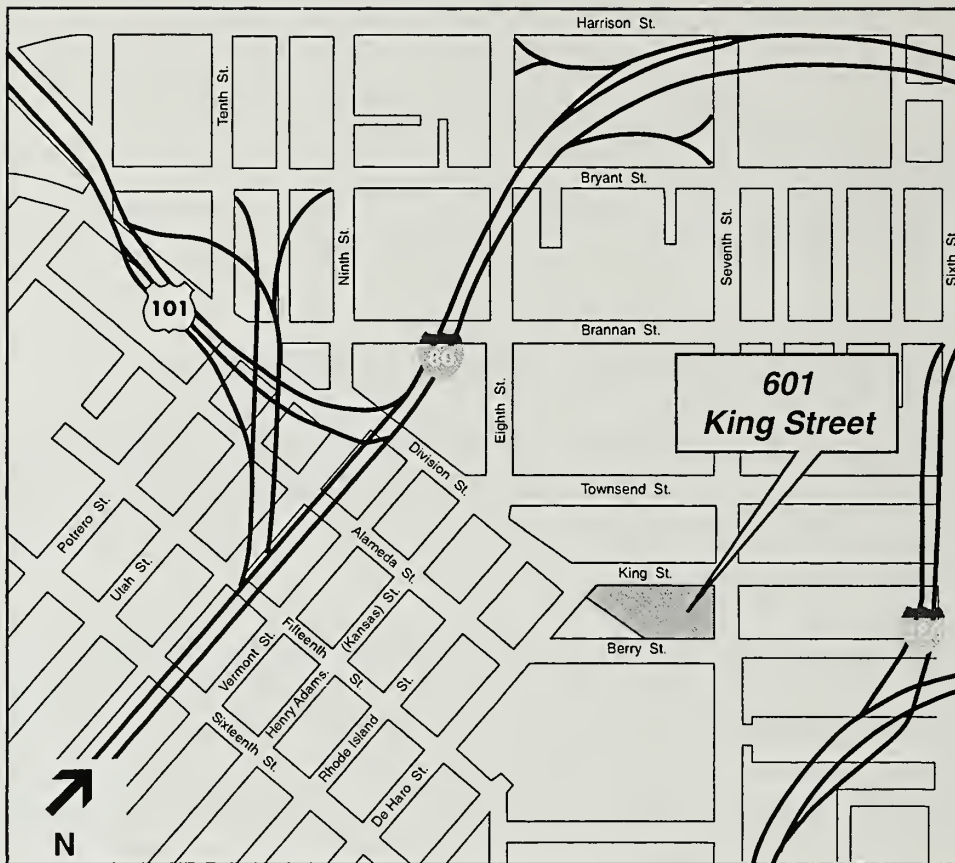 Harrison St.
Tenth St.
Bryant St.
Ninth St.
Seventh St.
Sixth St.
101
Brannan St.
80
601
King Street
Eighth St.
Division St.
Townsend St.
Potrero St.
Alameda St.
Utah St.
King St.
(Kansas) St.
Fifteenth St
Berry St.
Vermont St.
Henry Adams.
St.
Sixteenth St.
Rhode Island
De Haro St.
N